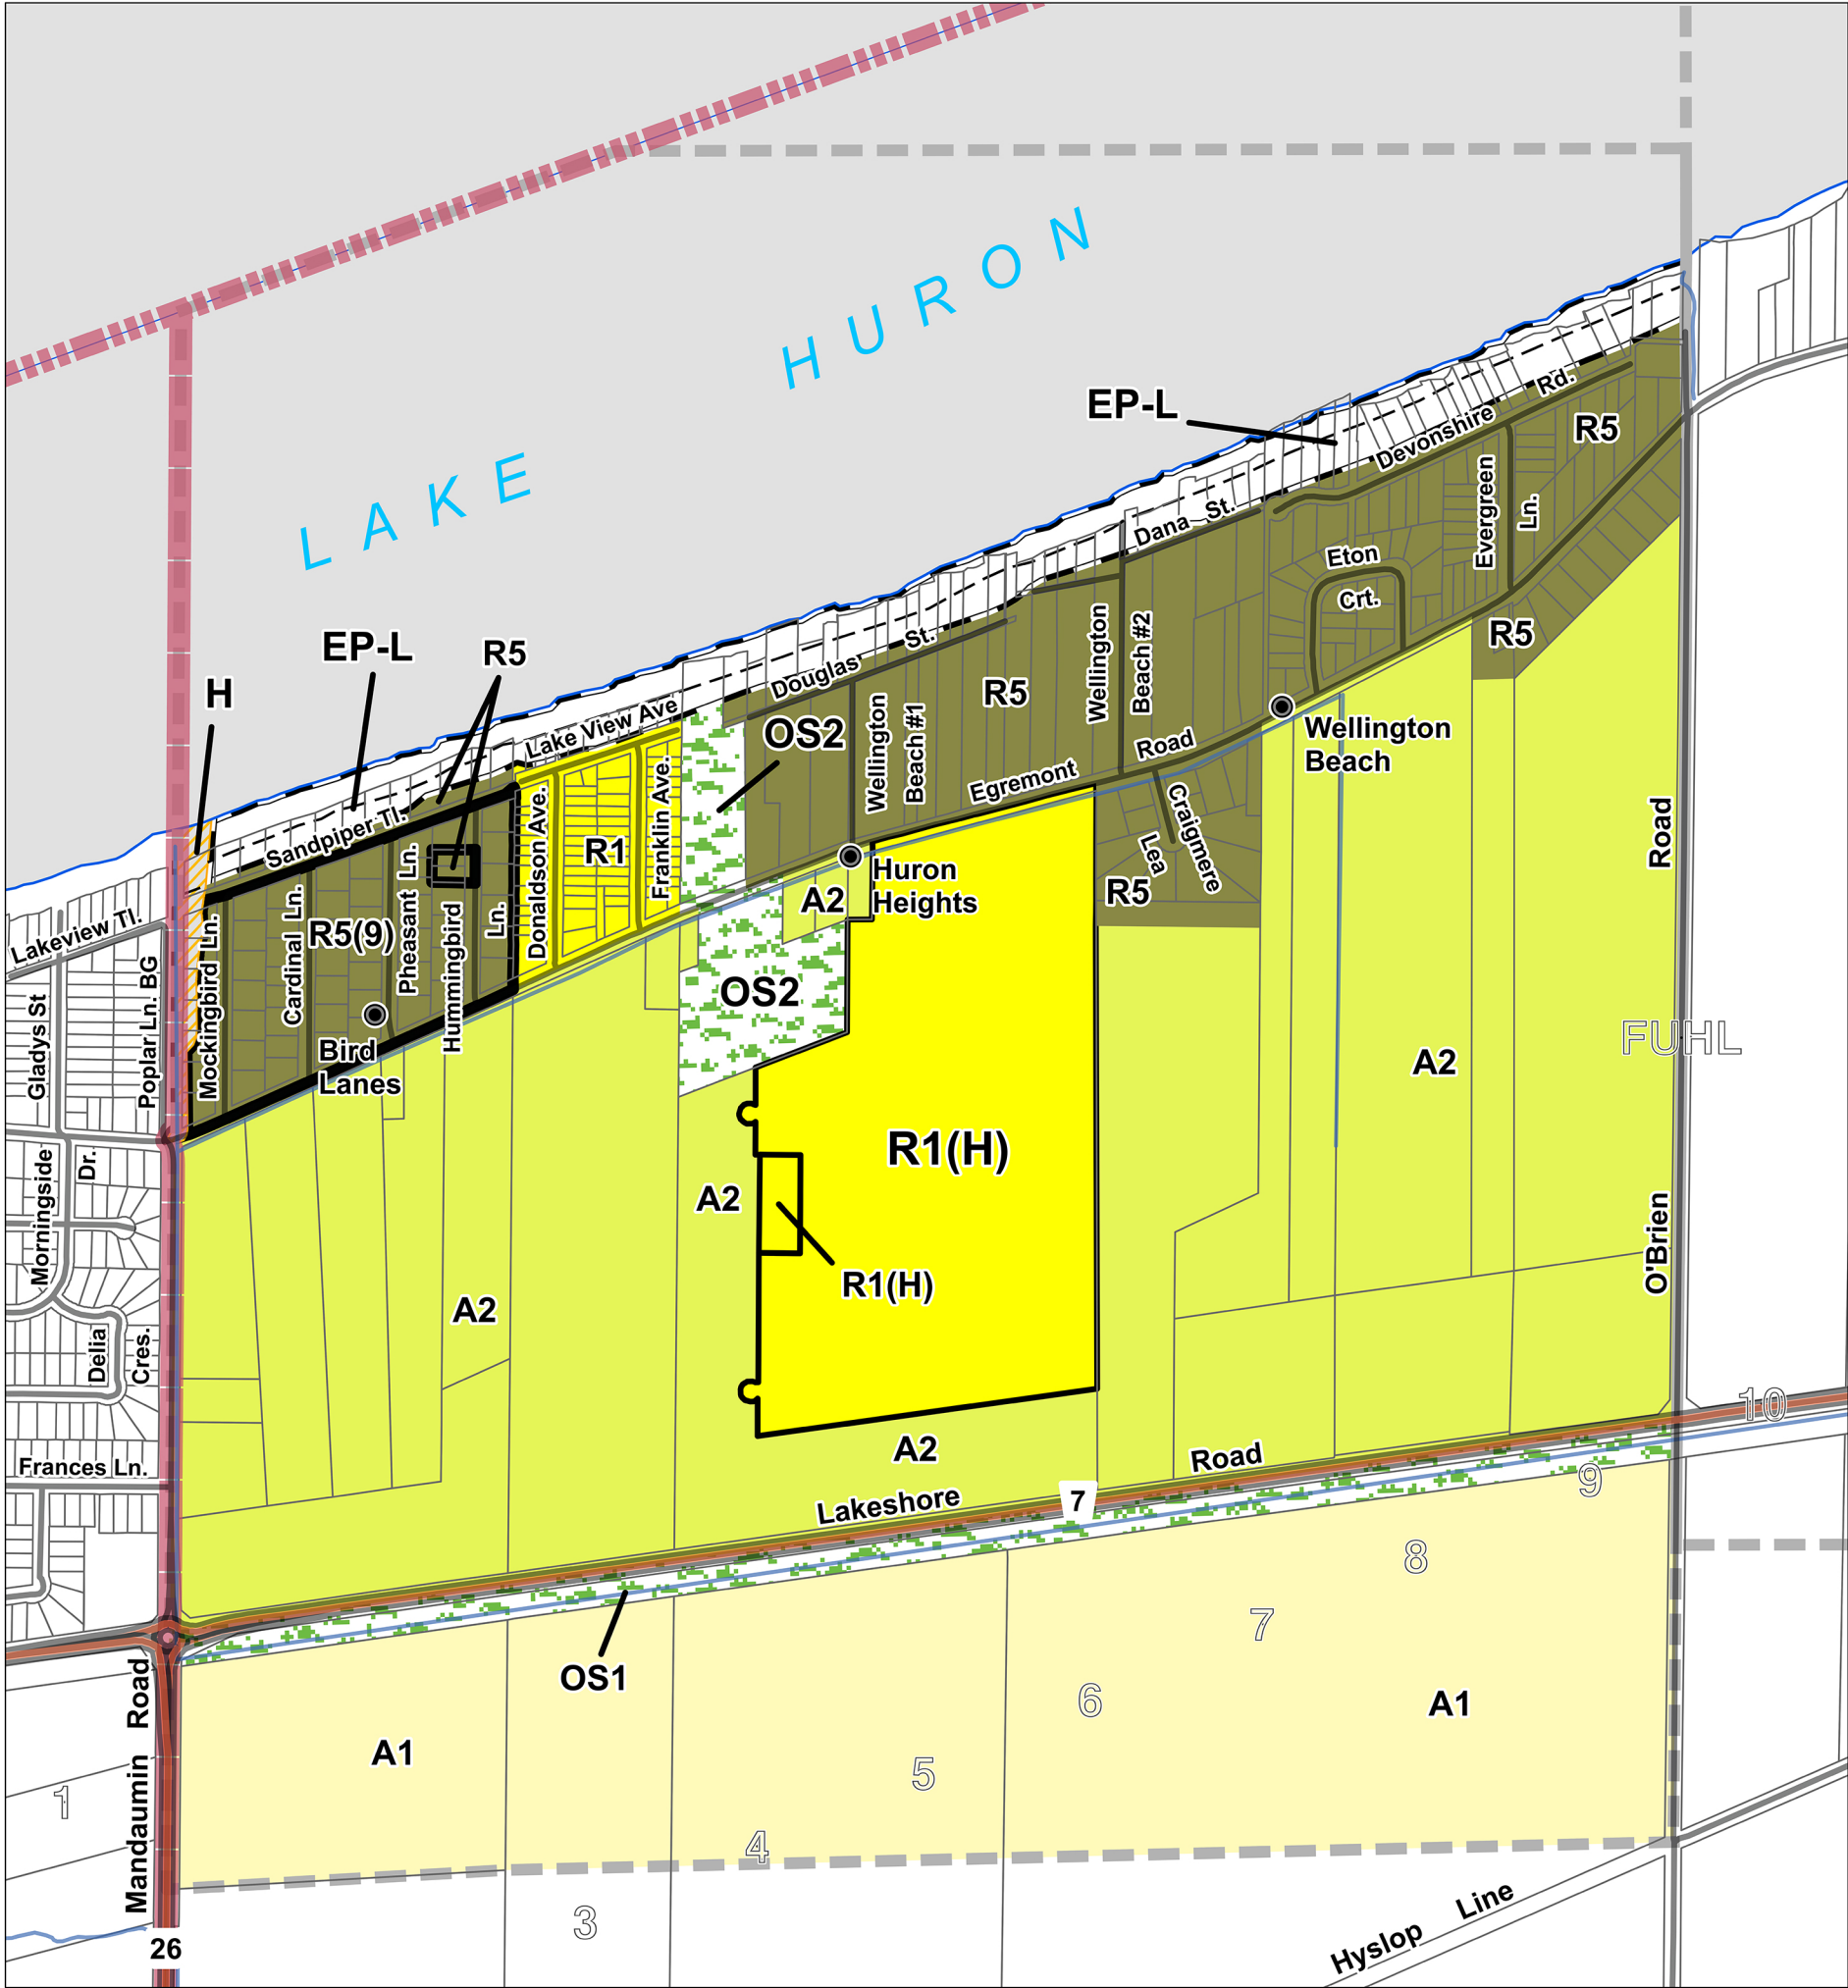 LAKE HURON
EP-L
Rd.
Devonshire
R5
Evergreen
Ln.
Dana St.
Eton
Crt.
R5
EP-L
R5
H
Douglas St.
Wellington
Beach #2
R5
Lake View Ave
OS2
Wellington
Beach #1
Road
Egremont
Wellington
Beach
Sandpiper Tl.
Donaldson Ave.
R1
Franklin Ave.
Craigmere
Lea
R5
Road
Huron
Heights
A2
Lakeview Tl.
Mockingbird Ln.
Cardinal Ln.
R5(9)
Pheasant Ln.
Hummingbird
Ln.
Gladys St
Poplar Ln. BG
OS2
Bird
Lanes
FUHL
A2
R1(H)
Morningside
Dr.
A2
R1(H)
O'Brien
A2
Delia
Cres.
10
A2
Frances Ln.
Road
9
Lakeshore
7
8
7
OS1
6
A1
Mandaumin Road
A1
5
1
4
3
Hyslop Line
26